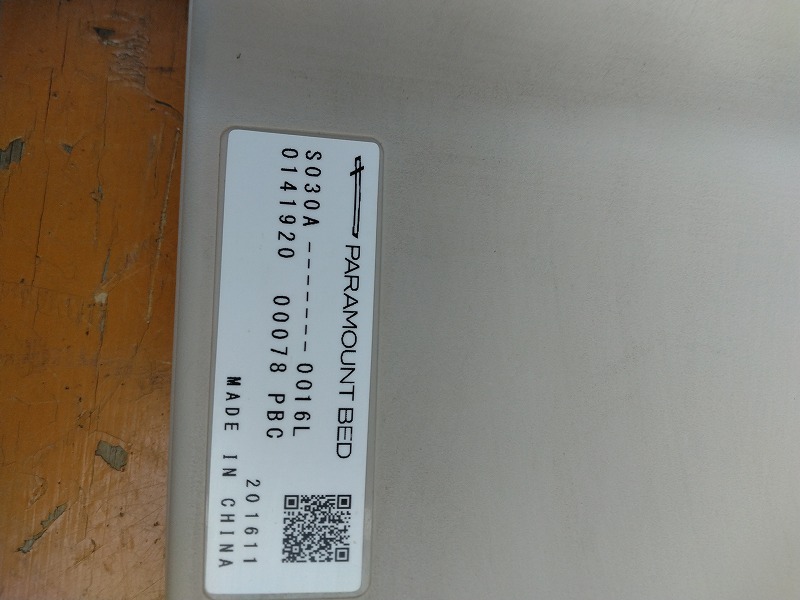 PARAMOUNT BED
S030A-------0016L
0141920 00078 PBC
201611
MADE IN CHINA